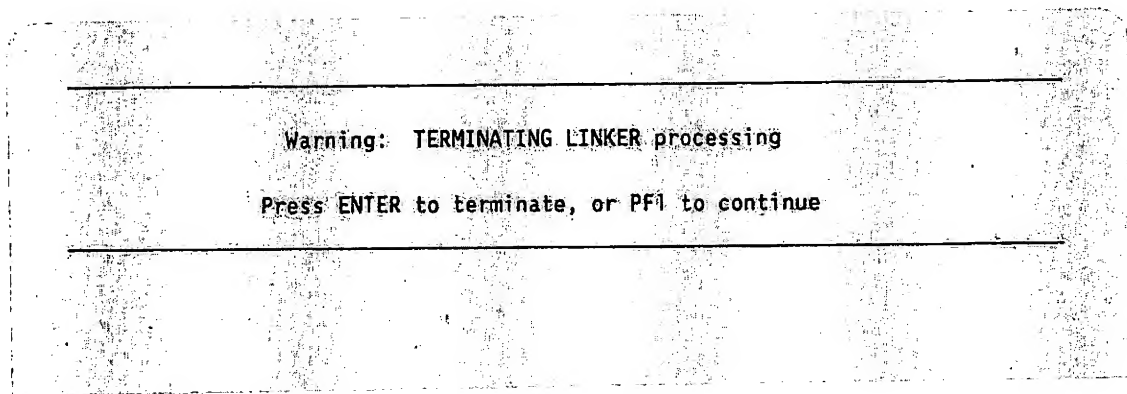 Warning: TERMINATING LINKER processing
Press ENTER to terminate, or PF1 to continue